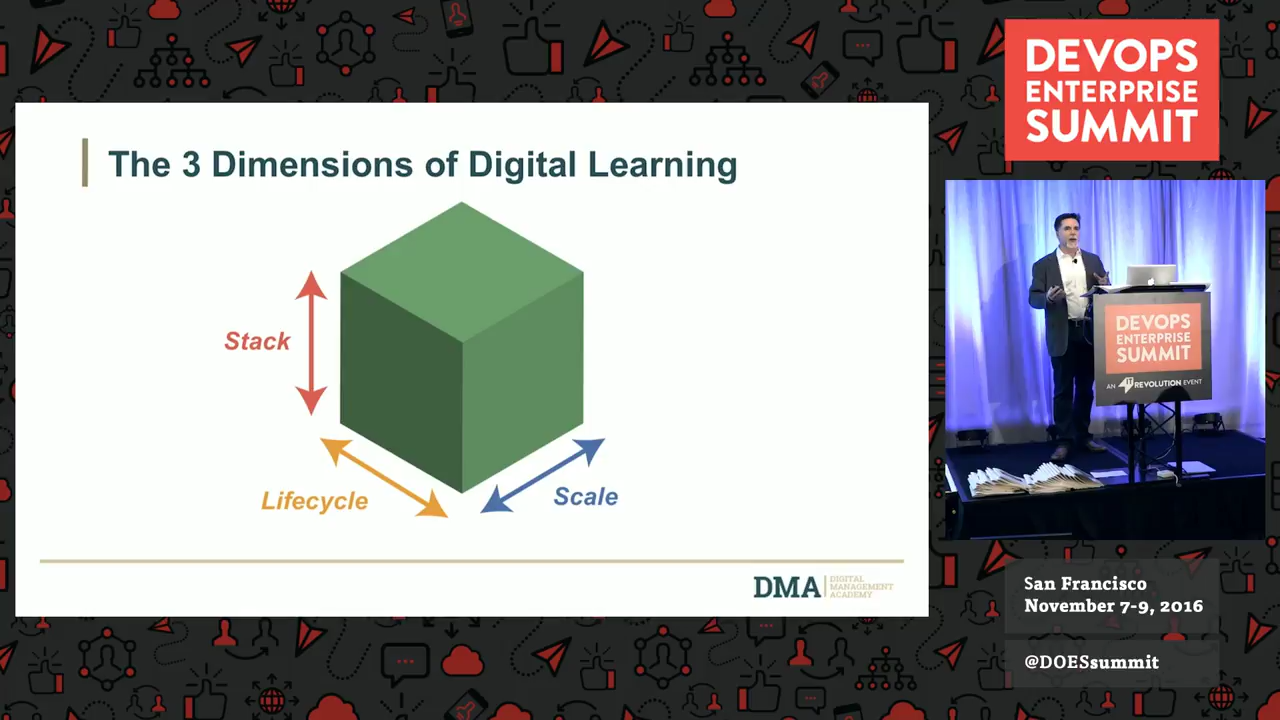 The 3 Dimensions of Digital Learning
Stack
Lifecycle
Scale
DMA
DIGITAL
MANAGEMENT
ACADEMY
DEVOPS
ENTERPRISE
SUMMIT
DEVOPS
ENTERPRISE
SUMMIT
AN IT REVOLUTION EVENT
San Francisco
November 7-9, 2016
@DOESsummit